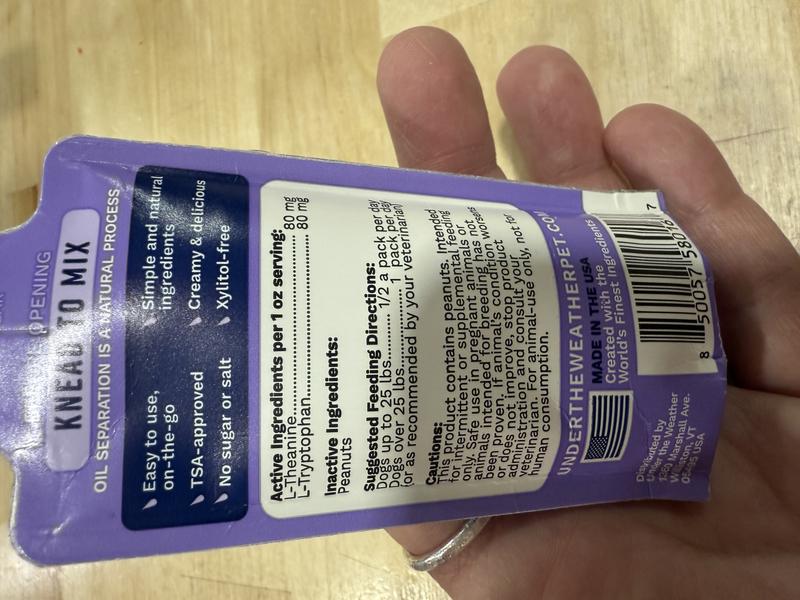 OPENING
KNEAD TO MIX
OIL SEPARATION IS A NATURAL PROCESS.
Easy to use,
on-the-go
TSA-approved
No sugar or salt
Simple and natural
ingredients
Creamy & delicious
Xylitol-free
Active Ingredients per 1 oz serving:
L-Theanine 80 mg
L-Tryptophan 80 mg
Inactive Ingredients:
Peanuts
Suggested Feeding Directions:
Dogs up to 25 lbs. 1/2 a pack per day
Dogs over 25 lbs. 1 pack per day
(or as recommended by your veterinarian)
Cautions:
This product contains peanuts. Intended
for intermittent or supplemental feeding
only. Safe use in pregnant animals or
animals intended for breeding has not
been proven. If animal's condition worsens
or does not improve, stop product
administration and consult your
veterinarian. For animal-use only, not for
human consumption.
UNDERTHEWEATHERPET.COM
MADE IN THE USA
Created with the
World's Finest Ingredients
8 50057 58016 7
Distributed by
Under the Weather
Marshall Ave.
Williston, VT
USA